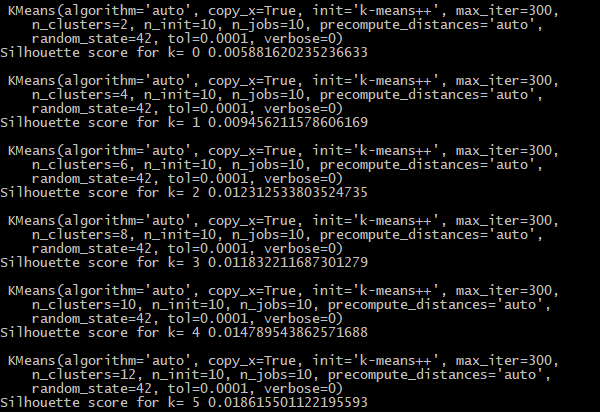 KMeans(algorithm='auto', copy_x=True, init='k-means++', max_iter=300,
n_clusters=2, n_init=10, n_jobs=10, precompute_distances='auto',
random_state=42, tol=0.0001, verbose=0)
Silhouette score for k= 0 0.005881620235236633
KMeans(algorithm='auto', copy_x=True, init='k-means++', max_iter=300,
n_clusters=4, n_init=10, n_jobs=10, precompute_distances='auto',
random_state=42, tol=0.0001, verbose=0)
Silhouette score for k= 1 0.009456211578606169
KMeans(algorithm='auto', copy_x=True, init='k-means++', max_iter=300,
n_clusters=6, n_init=10, n_jobs=10, precompute_distances='auto',
random_state=42, tol=0.0001, verbose=0)
Silhouette score for k= 2 0.012312533803524735
KMeans(algorithm='auto', copy_x=True, init='k-means++', max_iter=300,
n_clusters=8, n_init=10, n_jobs=10, precompute_distances='auto',
random_state=42, tol=0.0001, verbose=0)
Silhouette score for k= 3 0.011832211687301279
KMeans(algorithm='auto', copy_x=True, init='k-means++', max_iter=300,
n_clusters=10, n_init=10, n_jobs=10, precompute_distances='auto',
random_state=42, tol=0.0001, verbose=0)
Silhouette score for k= 4 0.014789543862571688
KMeans(algorithm='auto', copy_x=True, init='k-means++', max_iter=300,
n_clusters=12, n_init=10, n_jobs=10, precompute_distances='auto',
random_state=42, tol=0.0001, verbose=0)
Silhouette score for k= 5 0.018615501122195593